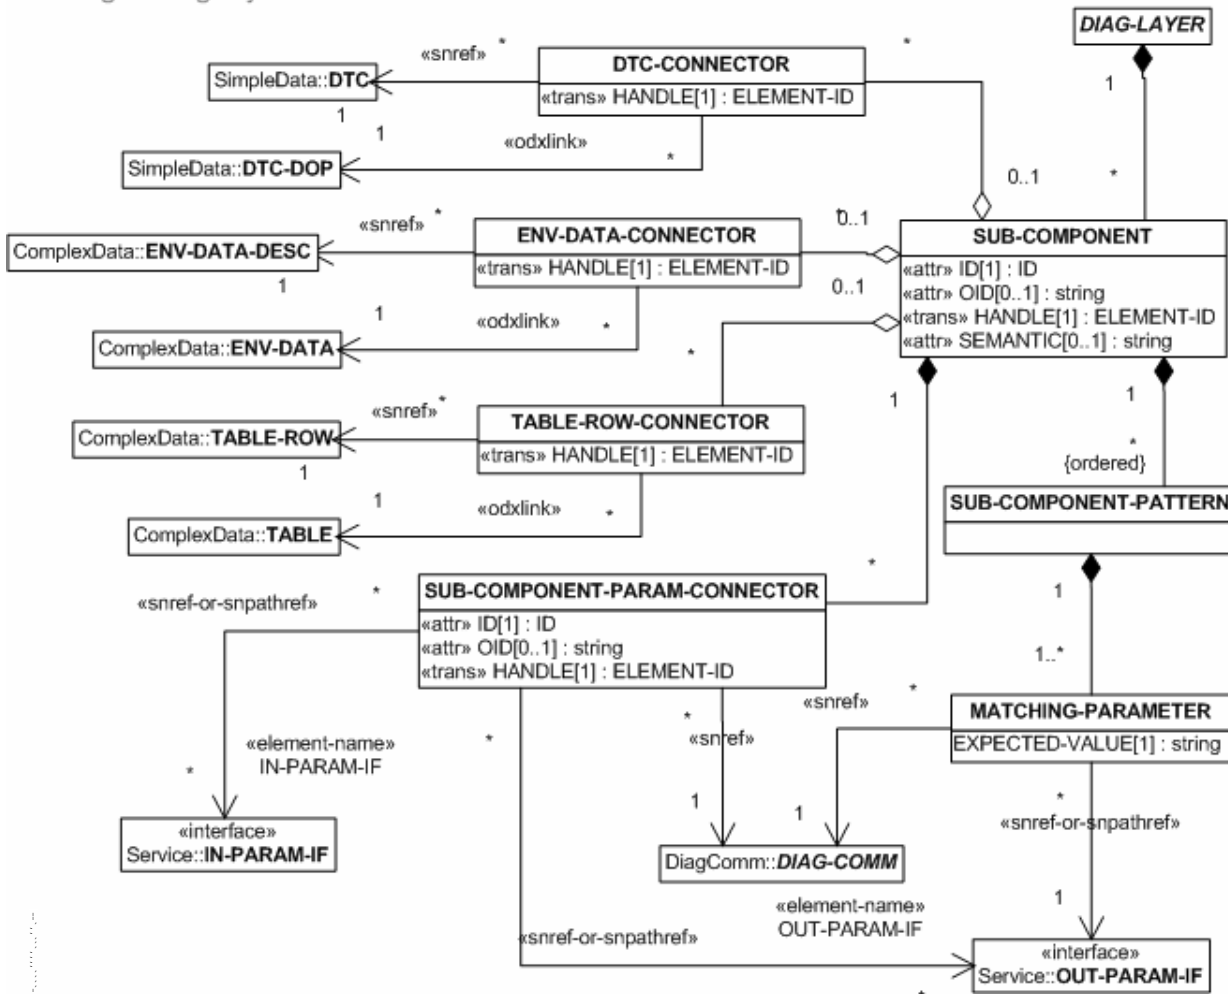 DIAG-LAYER
«snref» *
DTC-CONNECTOR
*
SimpleData::DTC
«trans» HANDLE[1] : ELEMENT-ID
1
1
1
«odxlink»
*
SimpleData::DTC-DOP
0..1
*
«snref» *
ENV-DATA-CONNECTOR
*
0..1
SUB-COMPONENT
ComplexData::ENV-DATA-DESC
«trans» HANDLE[1] : ELEMENT-ID
«attr» ID[1] : ID
1
0..1
«attr» OID[0..1] : string
1
«odxlink»
*
«trans» HANDLE[1] : ELEMENT-ID
ComplexData::ENV-DATA
*
«attr» SEMANTIC[0..1] : string
«snref» *
1
1
TABLE-ROW-CONNECTOR
ComplexData::TABLE-ROW
*
«trans» HANDLE[1] : ELEMENT-ID
{ordered}
1
1
«odxlink»
*
SUB-COMPONENT-PATTERN
ComplexData::TABLE
*
«snref-or-snpathref»
*
SUB-COMPONENT-PARAM-CONNECTOR
1
«attr» ID[1] : ID
«attr» OID[0..1] : string
1..*
«trans» HANDLE[1] : ELEMENT-ID
«snref»
*
MATCHING-PARAMETER
*
*
«snref»
EXPECTED-VALUE[1] : string
«element-name»
IN-PARAM-IF
*
1
1
*
«snref-or-snpathref»
«interface»
Service::IN-PARAM-IF
DiagComm::DIAG-COMM
1
«element-name»
OUT-PARAM-IF
«snref-or-snpathref»
«interface»
Service::OUT-PARAM-IF
*